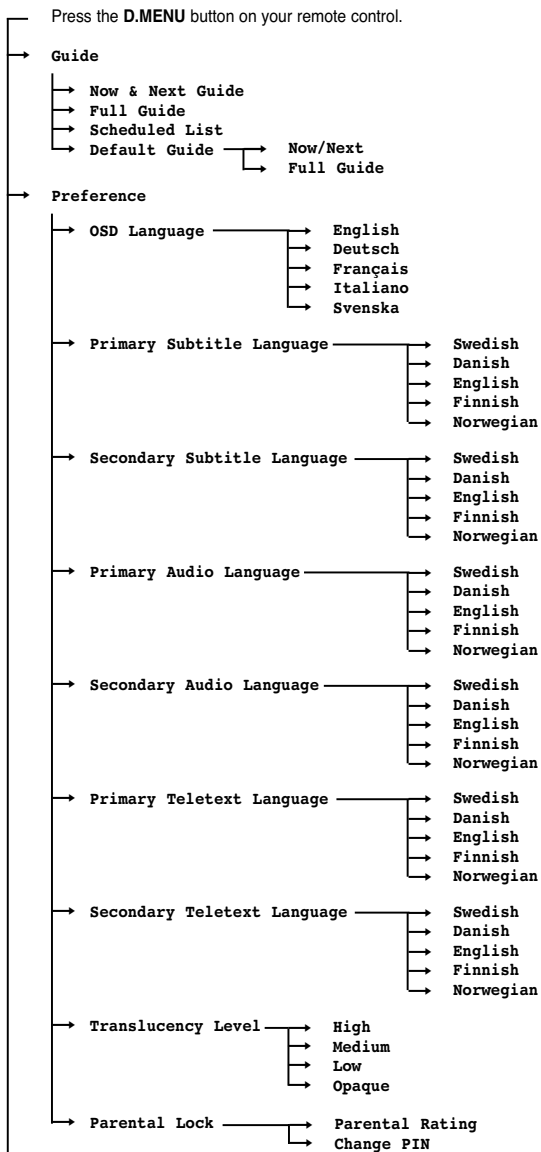 Press the D.MENU button on your remote control.
Guide
Now & Next Guide
Full Guide
Scheduled List
Default Guide
Now/Next
Full Guide
Preference
OSD Language
English
Deutsch
Français
Italiano
Svenska
Primary Subtitle Language
Swedish
Danish
English
Finnish
Norwegian
Secondary Subtitle Language
Swedish
Danish
English
Finnish
Norwegian
Primary Audio Language
Swedish
Danish
English
Finnish
Norwegian
Secondary Audio Language
Swedish
Danish
English
Finnish
Norwegian
Primary Teletext Language
Swedish
Danish
English
Finnish
Norwegian
Secondary Teletext Language
Swedish
Danish
English
Finnish
Norwegian
Translucency Level
High
Medium
Low
Opaque
Parental Lock
Parental Rating
Change PIN